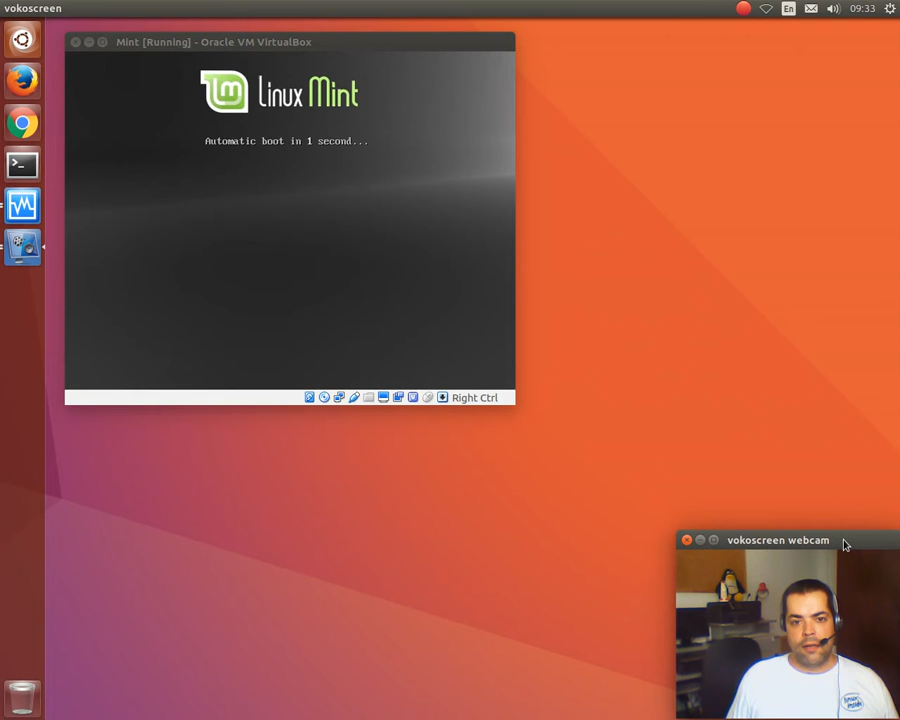 vokoscreen
En
09:33
Mint [Running] - Oracle VM VirtualBox
Linux Mint
Automatic boot in 1 second...
Right Ctrl
vokoscreen webcam